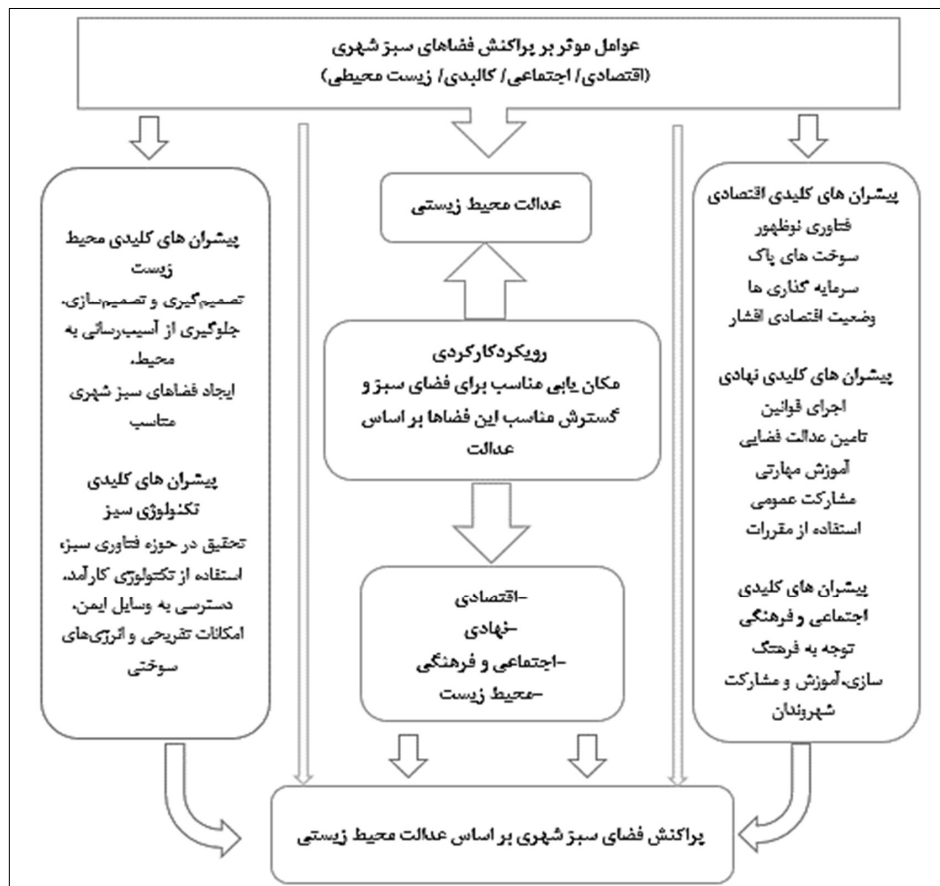 عوامل موثر بر پراکنش فضاهای سبز شهری
(اقتصادی/ اجتماعی/ کالبدی/ زیست محیطی)
پیشران های کلیدی اقتصادی
فناوری نوظهور
سوخت های پاک
سرمایه گذاری ها
وضعیت اقتصادی اقشار
پیشران های کلیدی نهادی
اجرای قوانین
تامین عدالت فضایی
آموزش مهارتی
مشارکت عمومی
استفاده از مقررات
پیشران های کلیدی
اجتماعی و فرهنگی
توجه به فرهنگ
سازی،آموزش و مشارکت
شهروندان
عدالت محیط زیستی
رویکردکارکردی
مکان یابی مناسب برای فضای سبز و
گسترش مناسب این فضاها بر اساس
عدالت
-اقتصادی
-نهادی
-اجتماعی و فرهنگی
-محیط زیست
پیشران های کلیدی محیط
زیست
تصمیم‌گیری و تصمیم‌سازی،
جلوگیری از آسیب‌رسانی به
محیط،
ایجاد فضاهای سبز شهری
متناسب
پیشران های کلیدی
تکنولوژی سبز
تحقیق در حوزه فناوری سبز،
استفاده از تکنولوژی کارآمد،
دسترسی به وسایل ایمن،
امکانات تفریحی و انرژی‌های
سوختی
پراکنش فضای سبز شهری بر اساس عدالت محیط زیستی